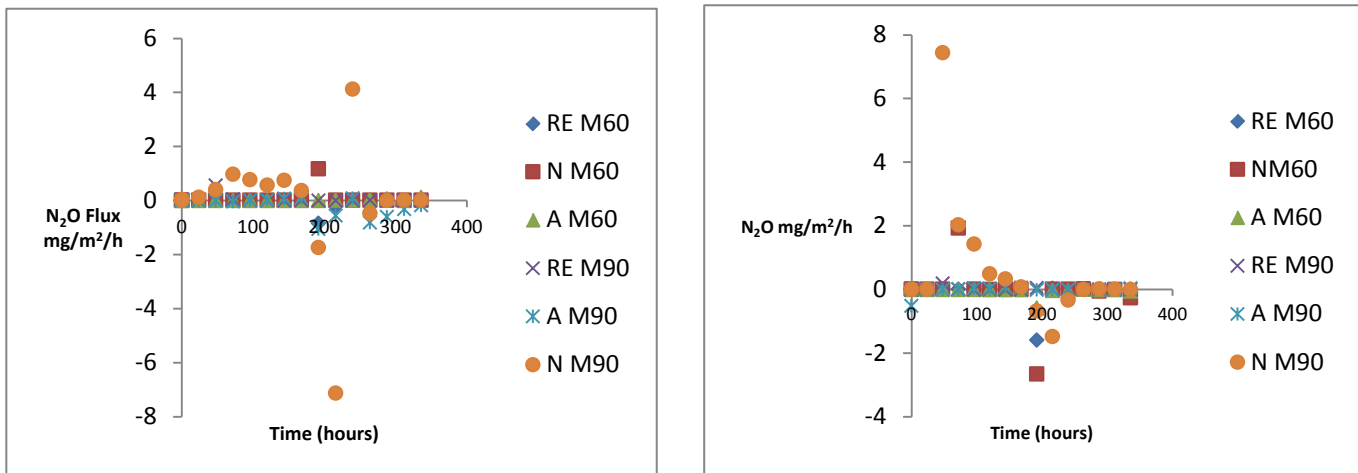 6
4
2
0
-2
-4
-6
-8
0 100 200 300 400
N₂O Flux
mg/m²/h
Time (hours)
RE M60
N M60
A M60
RE M90
A M90
N M90
8
6
4
2
0
-2
-4
0 100 200 300 400
N₂O mg/m²/h
Time (hours)
RE M60
NM60
A M60
RE M90
A M90
N M90